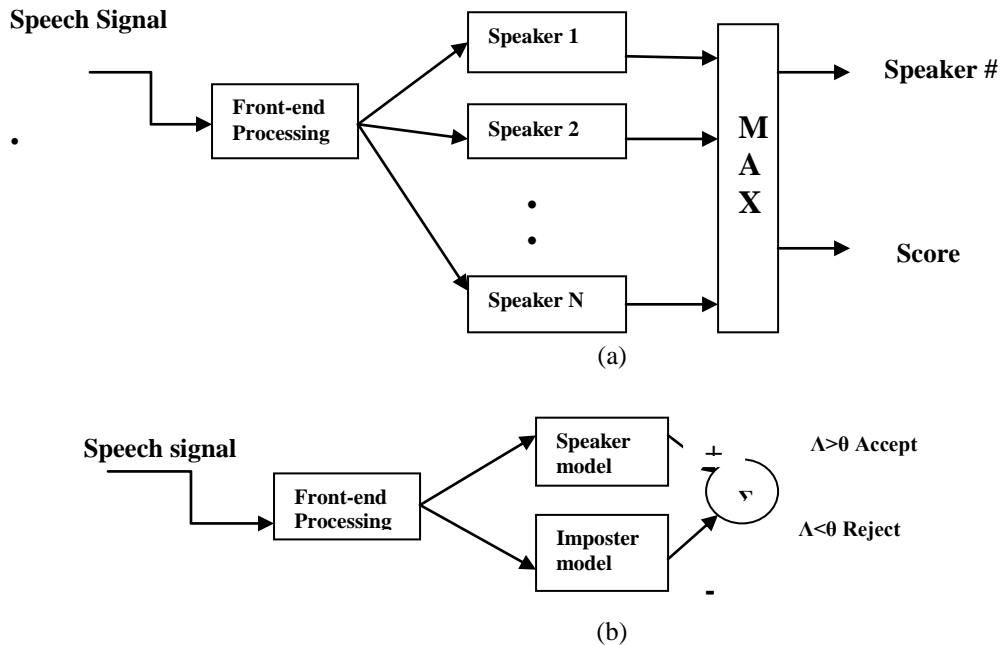 Speech Signal
Front-end
Processing
Speaker 1
Speaker 2
•
•
Speaker N
M
A
X
Speaker #
Score
•
(a)
Speech signal
Front-end
Processing
Speaker
model
Imposter
model
+
Σ
-
Λ>θ Accept
Λ<θ Reject
(b)